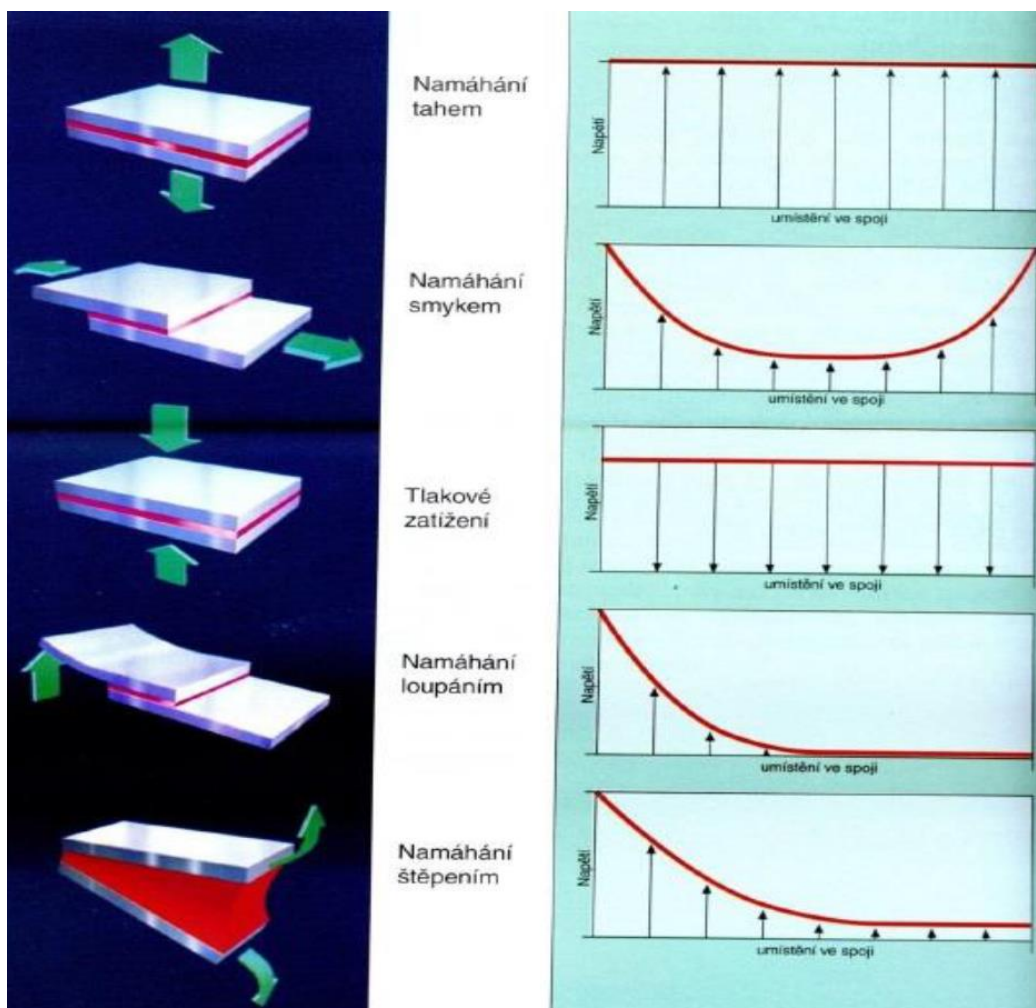 Namáhání
tahem
Napětí
umístění ve spoji
Namáhání
smykem
Napětí
umístění ve spoji
Tlakové
zatížení
Napětí
umístění ve spoji
Namáhání
loupáním
Napětí
umístění ve spoji
Namáhání
štěpením
Napětí
umístění ve spoji